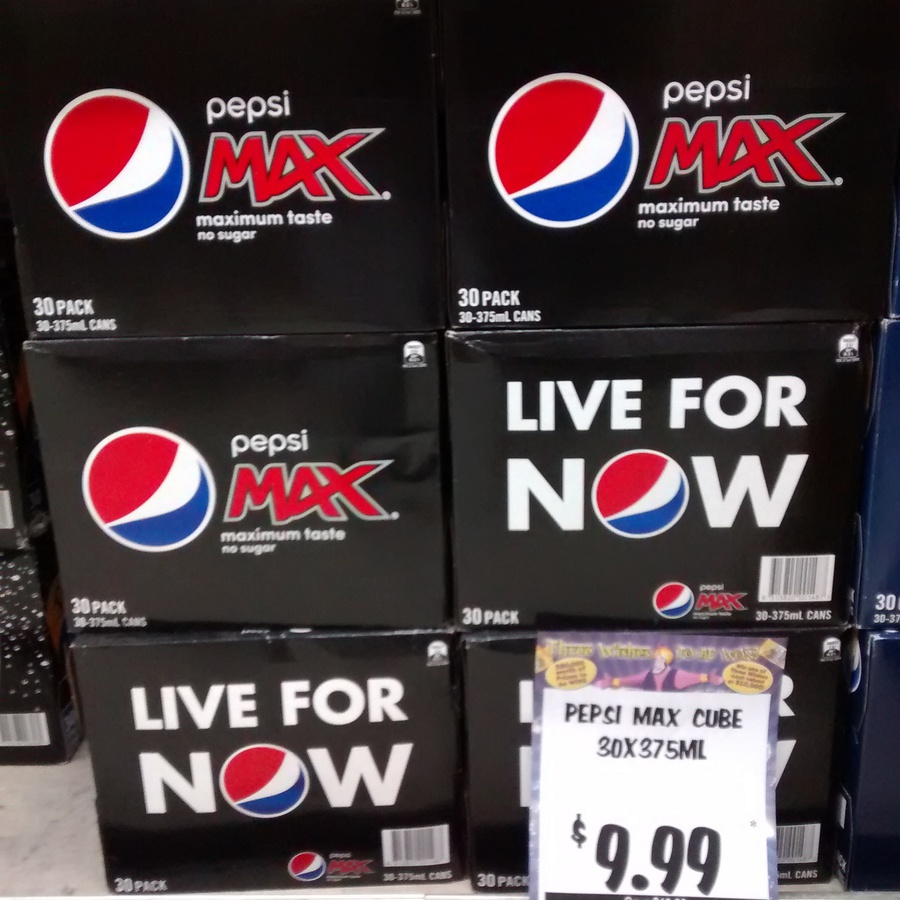 pepsi
MAX
maximum taste
no sugar
30 PACK
30-375mL CANS
pepsi
MAX
maximum taste
no sugar
30 PACK
30-375mL CANS
pepsi
MAX
maximum taste
no sugar
30 PACK
30-375mL CANS
LIVE FOR
NOW
pepsi
MAX
30 PACK
30-375mL CANS
30
LIVE FOR
NOW
pepsi
MAX
30 PACK
30-375mL CANS
Three Wishes
PEPSI MAX CUBE
30X375ML
$9.99
30 PACK